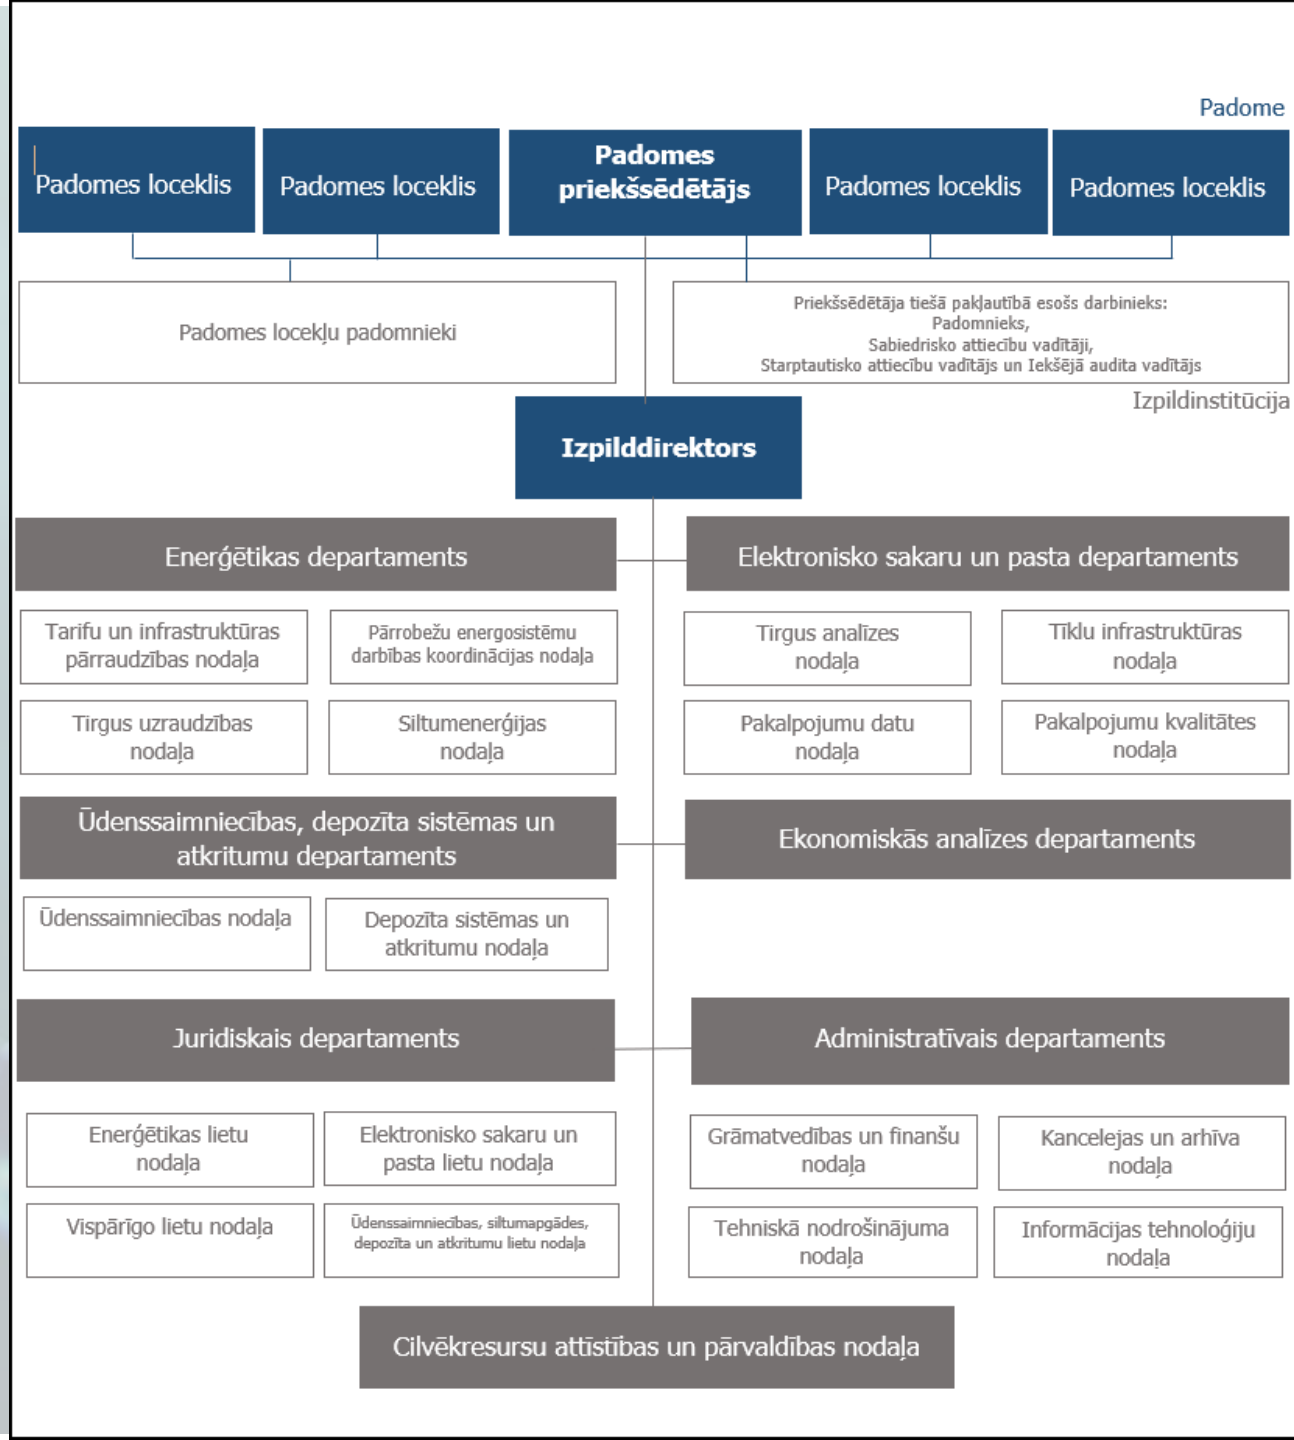 Padome
Padomes loceklis
Padomes loceklis
Padomes
priekšsēdētājs
Padomes loceklis
Padomes loceklis
Padomes locekļu padomnieki
Priekšsēdētāja tiešā pakļautībā esošs darbinieks:
Padomnieks,
Sabiedrisko attiecību vadītāji,
Starptautisko attiecību vadītājs un Iekšējā audita vadītājs
Izpildinstitūcija
Izpilddirektors
Enerģētikas departaments
Elektronisko sakaru un pasta departaments
Tarifu un infrastruktūras
pārraudzības nodaļa
Pārrobežu energosistēmu
darbības koordinācijas nodaļa
Tirgus analīzes
nodaļa
Tīklu infrastruktūras
nodaļa
Tirgus uzraudzības
nodaļa
Siltumenerģijas
nodaļa
Pakalpojumu datu
nodaļa
Pakalpojumu kvalitātes
nodaļa
Ūdenssaimniecības, depozīta sistēmas un
atkritumu departaments
Ekonomiskās analīzes departaments
Ūdenssaimniecības nodaļa
Depozīta sistēmas un
atkritumu nodaļa
Juridiskais departaments
Administratīvais departaments
Enerģētikas lietu
nodaļa
Elektronisko sakaru un
pasta lietu nodaļa
Grāmatvedības un finanšu
nodaļa
Kancelejas un arhīva
nodaļa
Vispārīgo lietu nodaļa
Ūdenssaimniecības, siltumapgādes,
depozīta un atkritumu lietu nodaļa
Tehniskā nodrošinājuma
nodaļa
Informācijas tehnoloģiju
nodaļa
Cilvēkresursu attīstības un pārvaldības nodaļa